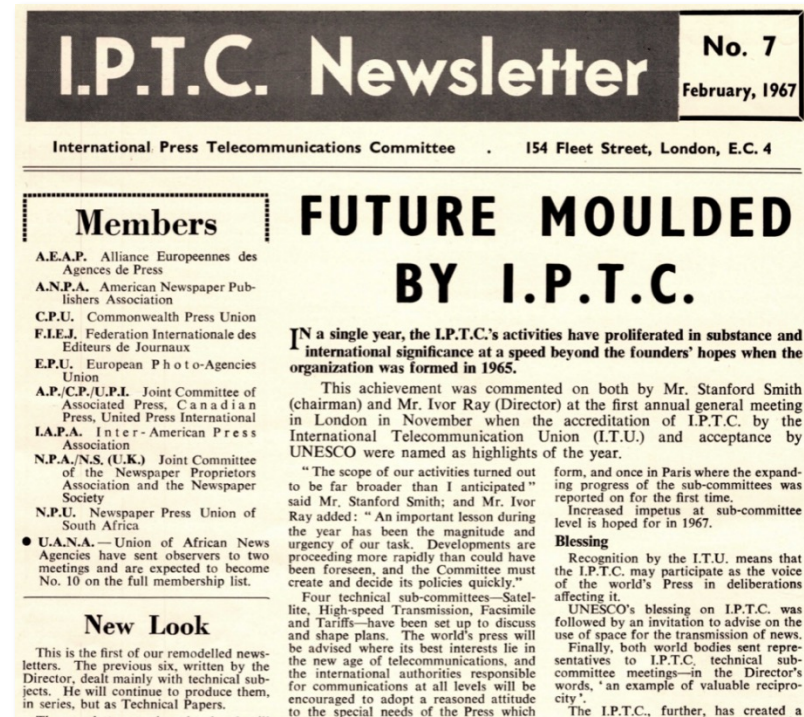 I.P.T.C. Newsletter
No. 7
February, 1967
International Press Telecommunications Committee . 154 Fleet Street, London, E.C. 4
Members
A.E.A.P. Alliance Europeennes des
Agences de Press
A.N.P.A. American Newspaper Pub-
lishers Association
C.P.U. Commonwealth Press Union
F.I.E.J. Federation Internationale des
Editeurs de Journaux
E.P.U. European Photo-Agencies
Union
A.P./C.P./U.P.I. Joint Committee of
Associated Press, Canadian
Press, United Press International
I.A.P.A. Inter-American Press
Association
N.P.A./N.S. (U.K.) Joint Committee
of the Newspaper Proprietors
Association and the Newspaper
Society
N.P.U. Newspaper Press Union of
South Africa
● U.A.N.A.—Union of African News
Agencies have sent observers to two
meetings and are expected to become
No. 10 on the full membership list.
New Look
This is the first of our remodelled news-
letters. The previous six, written by the
Director, dealt mainly with technical sub-
jects. He will continue to produce them,
in series, but as Technical Papers.
FUTURE MOULDED
BY I.P.T.C.
IN a single year, the I.P.T.C.'s activities have proliferated in substance and
international significance at a speed beyond the founders' hopes when the
organization was formed in 1965.
This achievement was commented on both by Mr. Stanford Smith
(chairman) and Mr. Ivor Ray (Director) at the first annual general meeting
in London in November when the accreditation of I.P.T.C. by the
International Telecommunication Union (I.T.U.) and acceptance by
UNESCO were named as highlights of the year.
"The scope of our activities turned out
to be far broader than I anticipated"
said Mr. Stanford Smith; and Mr. Ivor
Ray added: "An important lesson during
the year has been the magnitude and
urgency of our task. Developments are
proceeding more rapidly than could have
been foreseen, and the Committee must
create and decide its policies quickly."
Four technical sub-committees—Satel-
lite, High-speed Transmission, Facsimile
and Tariffs—have been set up to discuss
and shape plans. The world's press will
be advised where its best interests lie in
the new age of telecommunications, and
the international authorities responsible
for communications at all levels will be
encouraged to adopt a reasoned attitude
to the special needs of the Press which
form, and once in Paris where the expand-
ing progress of the sub-committees was
reported on for the first time.
Increased impetus at sub-committee
level is hoped for in 1967.
Blessing
Recognition by the I.T.U. means that
the I.P.T.C. may participate as the voice
of the world's Press in deliberations
affecting it.
UNESCO's blessing on I.P.T.C. was
followed by an invitation to advise on the
use of space for the transmission of news.
Finally, both world bodies sent repre-
sentatives to I.P.T.C. technical sub-
committee meetings—in the Director's
words, 'an example of valuable recipro-
city'.
The I.P.T.C., further, has created a